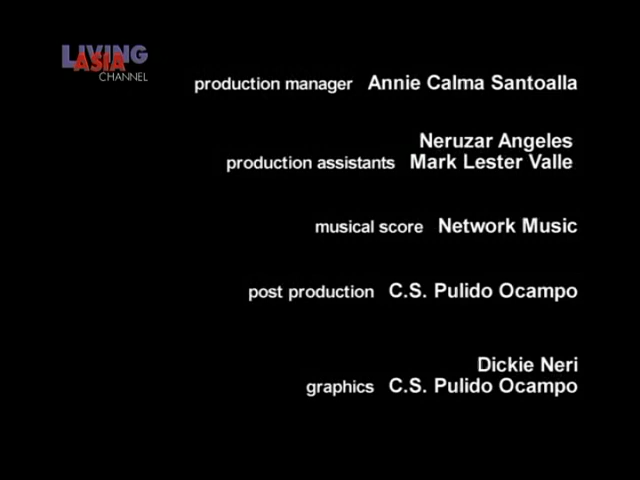 LIVING
ASIA
CHANNEL
production manager Annie Calma Santoalla
Neruzar Angeles
production assistants Mark Lester Valle
musical score Network Music
post production C.S. Pulido Ocampo
Dickie Neri
graphics C.S. Pulido Ocampo